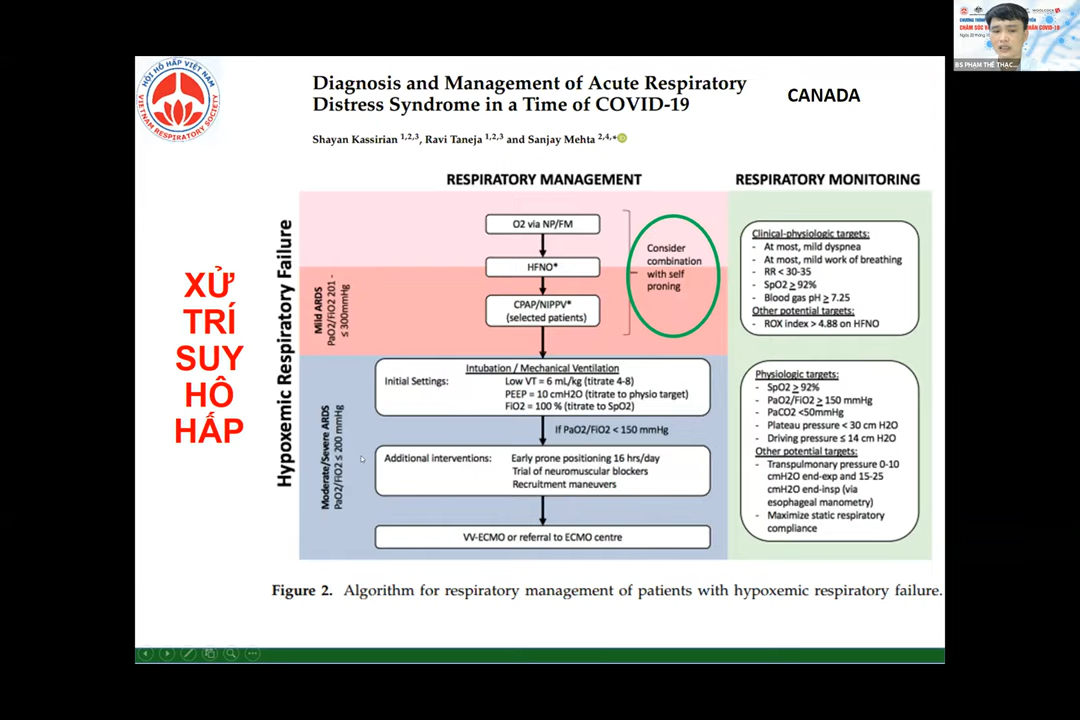 HỘI HÔ HẤP VIỆT NAM
VIETNAM RESPIRATORY SOCIETY
Diagnosis and Management of Acute Respiratory
Distress Syndrome in a Time of COVID-19
CANADA
Shayan Kassirian 1,2,3, Ravi Taneja 1,2,3 and Sanjay Mehta 2,4,*
BS PHẠM THẾ THẠC...
XỬ
TRÍ
SUY
HÔ
HẤP
RESPIRATORY MANAGEMENT
RESPIRATORY MONITORING
Hypoxemic Respiratory Failure
Mild ARDS
PaO2/FiO2 201 -
≤ 300mmHg
Moderate/Severe ARDS
PaO2/FiO2 ≤ 200 mmHg
O2 via NP/FM
HFNO*
CPAP/NIPPV*
(selected patients)
Consider
combination
with self
proning
Intubation / Mechanical Ventilation
Initial Settings: Low VT = 6 mL/kg (titrate 4-8)
PEEP = 10 cmH2O (titrate to physio target)
FiO2 = 100 % (titrate to SpO2)
If PaO2/FiO2 < 150 mmHg
Additional interventions: Early prone positioning 16 hrs/day
Trial of neuromuscular blockers
Recruitment maneuvers
VV-ECMO or referral to ECMO centre
Clinical-physiologic targets:
- At most, mild dyspnea
- At most, mild work of breathing
- RR < 30-35
- SpO2 ≥ 92%
- Blood gas pH ≥ 7.25
Other potential targets:
- ROX index > 4.88 on HFNO
Physiologic targets:
- SpO2 ≥ 92%
- PaO2/FiO2 ≥ 150 mmHg
- PaCO2 <50mmHg
- Plateau pressure < 30 cm H2O
- Driving pressure ≤ 14 cm H2O
Other potential targets:
- Transpulmonary pressure 0-10
cmH2O end-exp and 15-25
cmH2O end-insp (via
esophageal manometry)
- Maximize static respiratory
compliance
Figure 2. Algorithm for respiratory management of patients with hypoxemic respiratory failure.